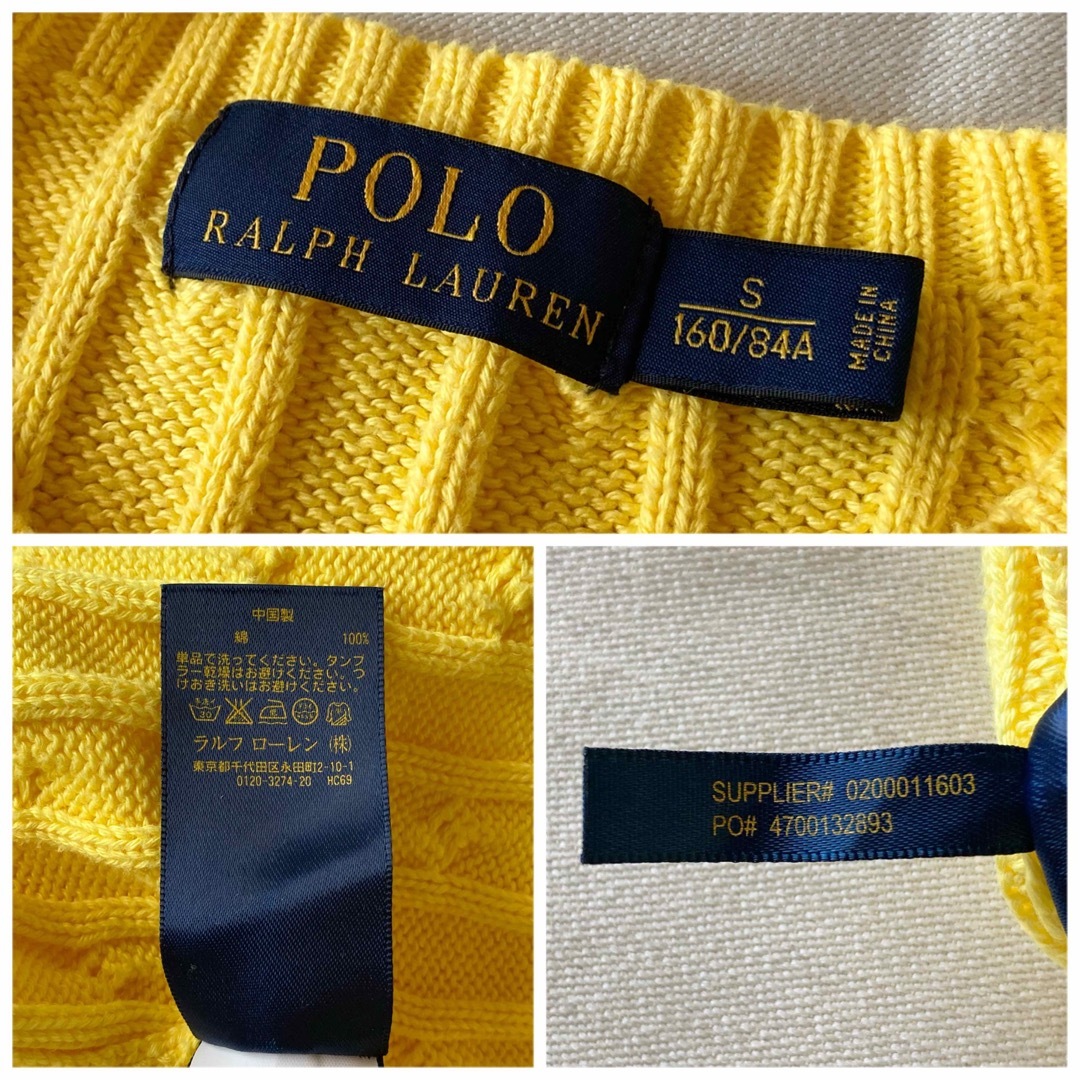 POLO
RALPH LAUREN
S
160/84A
MADE IN
CHINA
中国製
綿 100%
単品で洗ってください。タンブ
ラー乾燥はお避けください。つ
けおき洗いはお避けください。
ラルフ ローレン (株)
東京都千代田区永田町2-10-1
0120-3274-20 HC69
SUPPLIER# 0200011603
PO# 4700132893